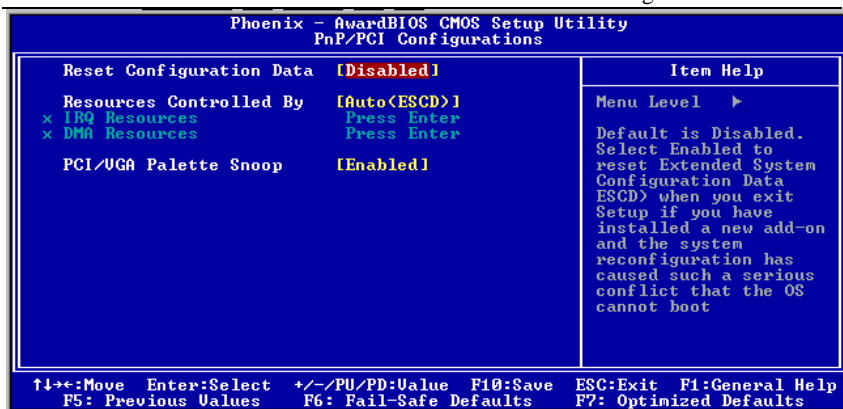 Phoenix - AwardBIOS CMOS Setup Utility
PnP/PCI Configurations
Reset Configuration Data [Disabled]
Resources Controlled By [Auto(ESCD)]
x IRQ Resources Press Enter
x DMA Resources Press Enter
PCI/VGA Palette Snoop [Enabled]
Item Help
Menu Level ►
Default is Disabled.
Select Enabled to
reset Extended System
Configuration Data
ESCD) when you exit
Setup if you have
installed a new add-on
and the system
reconfiguration has
caused such a serious
conflict that the OS
cannot boot
↑↓→←:Move Enter:Select +/-/PU/PD:Value F10:Save ESC:Exit F1:General Help
F5: Previous Values F6: Fail-Safe Defaults F7: Optimized Defaults